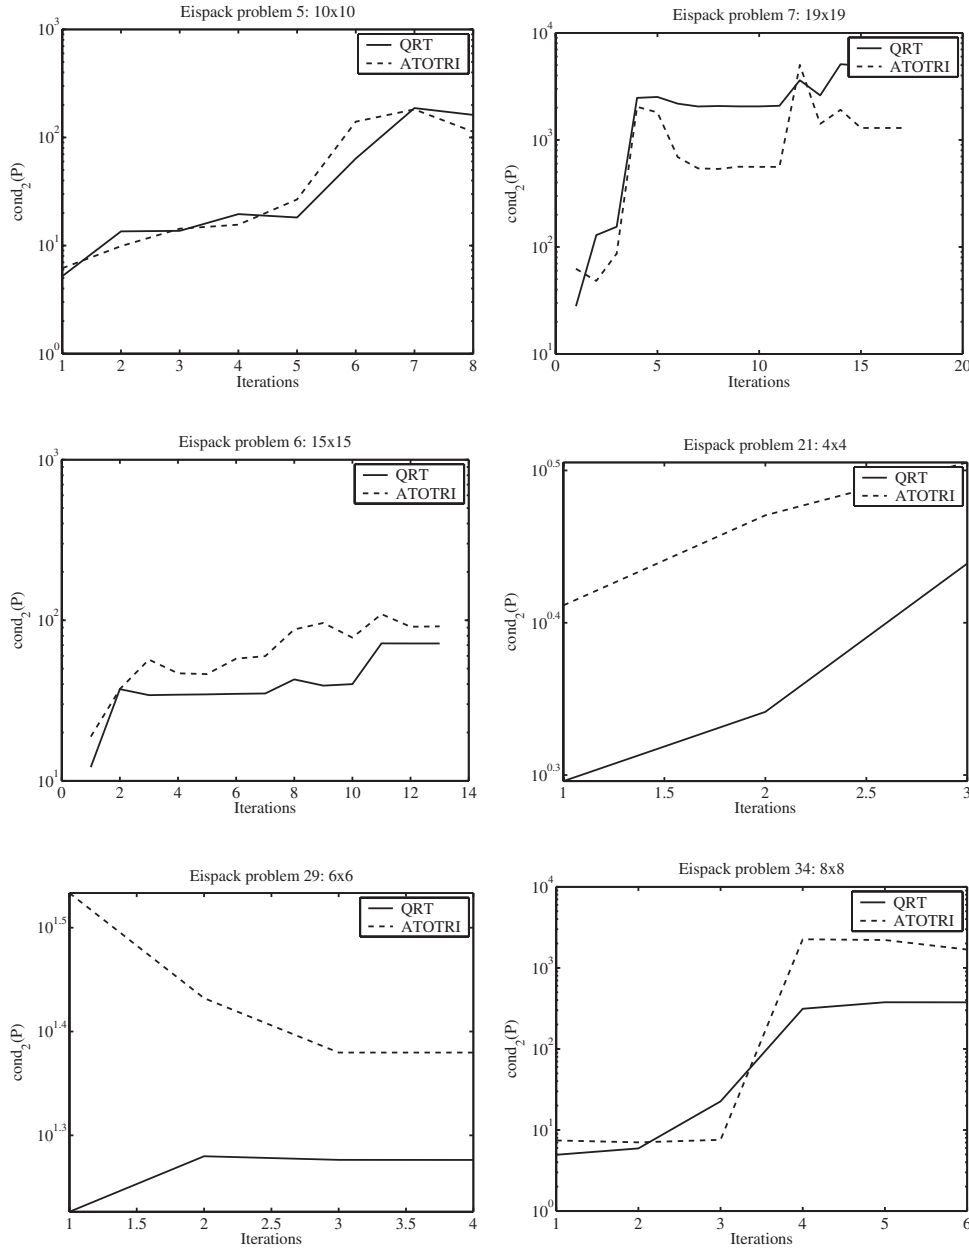 Eispack problem 5: 10x10
10^3
10^2
10^1
10^0
cond_2(P)
QRT
ATOTRI
1 2 3 4 5 6 7 8
Iterations
Eispack problem 7: 19x19
10^4
10^3
10^2
10^1
cond_2(P)
QRT
ATOTRI
0 5 10 15 20
Iterations
Eispack problem 6: 15x15
10^3
10^2
10^1
cond_2(P)
QRT
ATOTRI
0 2 4 6 8 10 12 14
Iterations
Eispack problem 21: 4x4
10^0.5
10^0.4
10^0.3
cond_2(P)
QRT
ATOTRI
1 1.5 2 2.5 3
Iterations
Eispack problem 29: 6x6
10^1.5
10^1.4
10^1.3
cond_2(P)
QRT
ATOTRI
1 1.5 2 2.5 3 3.5 4
Iterations
Eispack problem 34: 8x8
10^4
10^3
10^2
10^1
10^0
cond_2(P)
QRT
ATOTRI
1 2 3 4 5 6
Iterations